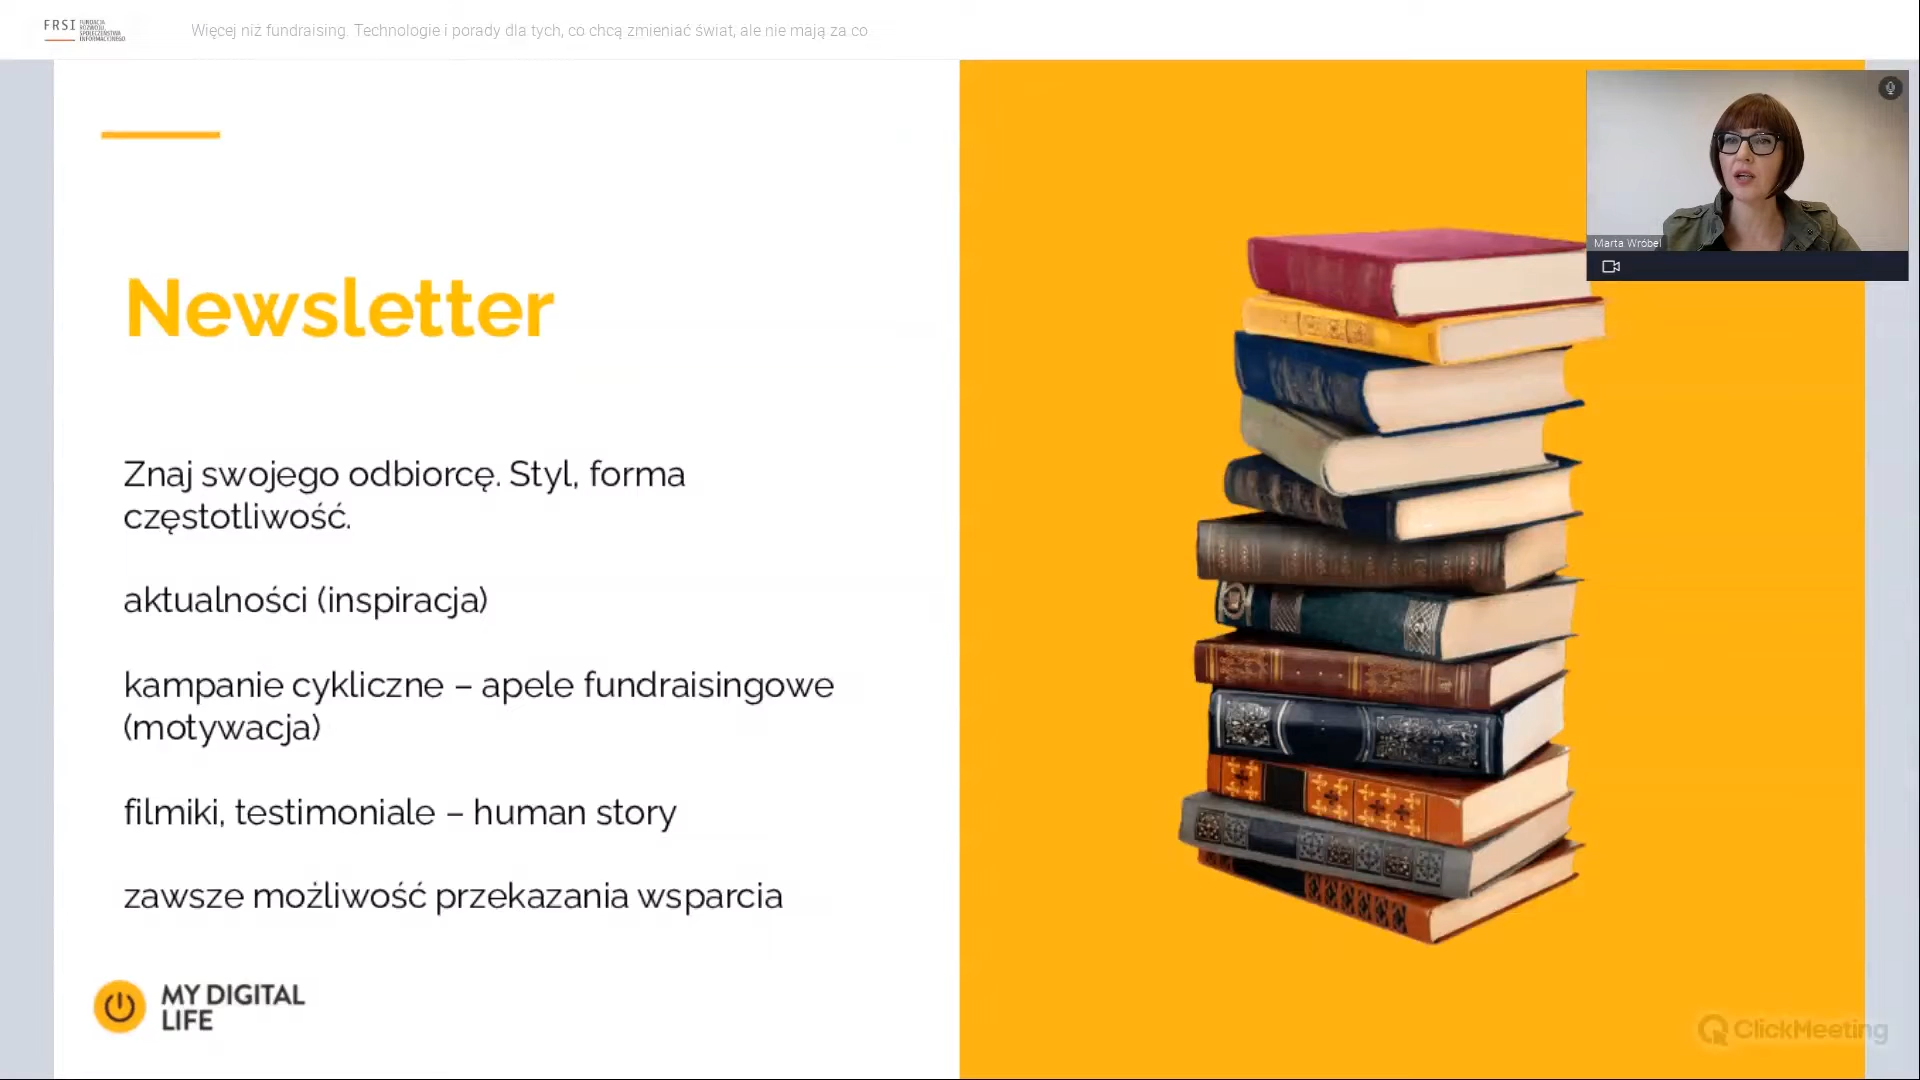 FRSI FUNDACJA
ROZWOJU
SPOŁECZEŃSTWA
INFORMACYJNEGO
Więcej niż fundraising. Technologie i porady dla tych, co chcą zmieniać świat, ale nie mają za co
Marta Wróbel
Newsletter
Znaj swojego odbiorcę. Styl, forma
częstotliwość.
aktualności (inspiracja)
kampanie cykliczne – apele fundraisingowe
(motywacja)
filmiki, testimoniale – human story
zawsze możliwość przekazania wsparcia
MY DIGITAL
LIFE
ClickMeeting